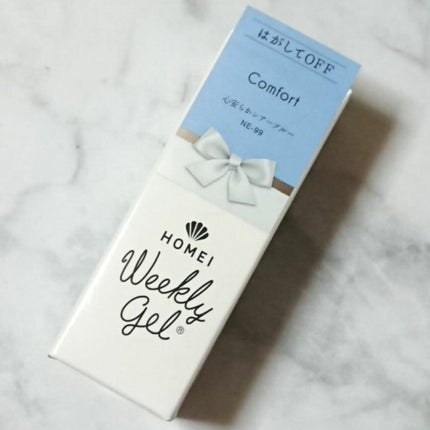 はがしてOFF
Comfort
心安らかシアーブルー
NE-99
HOMEI
Weekly
Gel®